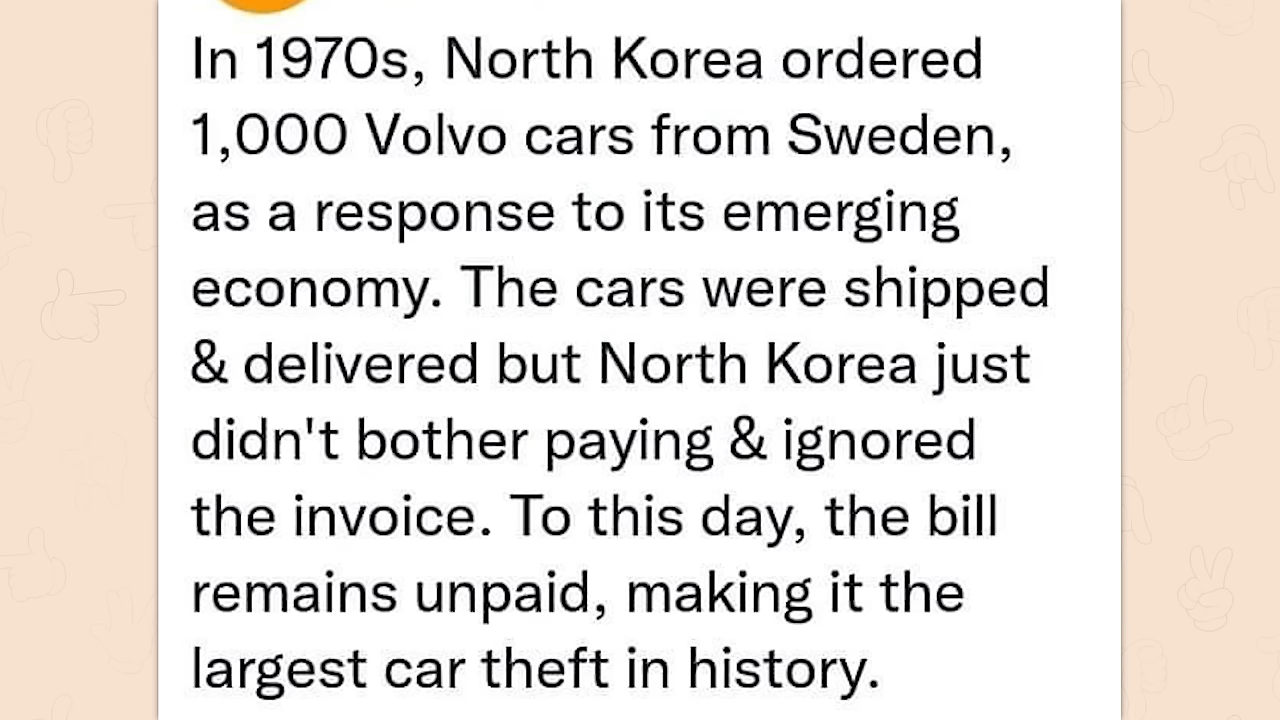 In 1970s, North Korea ordered
1,000 Volvo cars from Sweden,
as a response to its emerging
economy. The cars were shipped
& delivered but North Korea just
didn't bother paying & ignored
the invoice. To this day, the bill
remains unpaid, making it the
largest car theft in history.